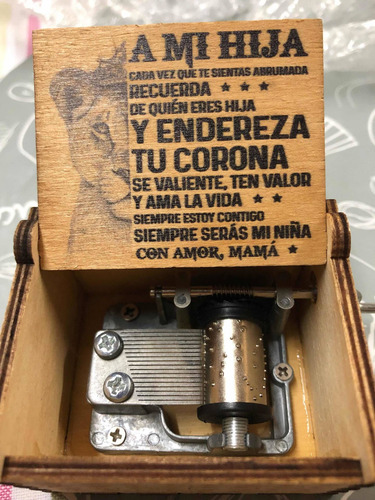 A MI HIJA
CADA VEZ QUE TE SIENTAS ABRUMADA
RECUERDA ★ ★ ★
DE QUIÉN ERES HIJA
Y ENDEREZA
TU CORONA
SE VALIENTE, TEN VALOR
Y AMA LA VIDA ★ ★
SIEMPRE ESTOY CONTIGO
SIEMPRE SERÁS MI NIÑA
CON AMOR, MAMÁ ★